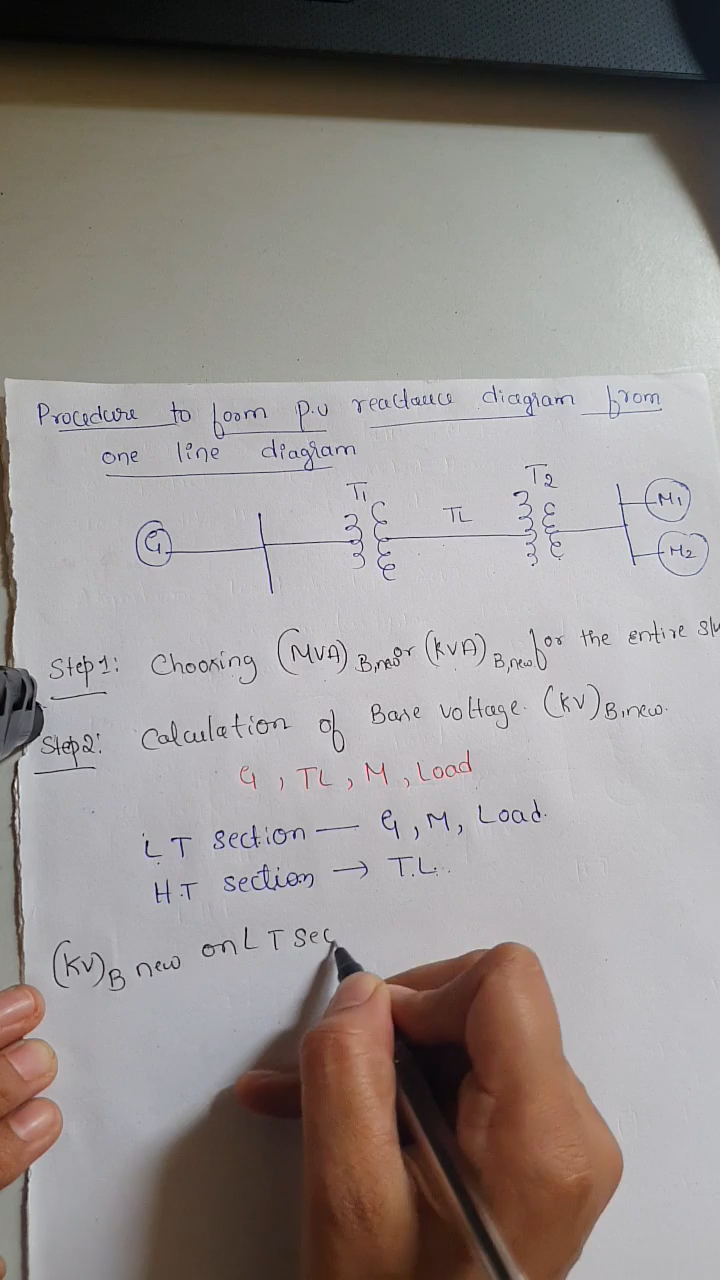 Procedure to form p.u reactance diagram from
one line diagram
T1
T2
TL
G
M1
M2
Step1: Choosing (MVA)B,new or (KVA)B,new for the entire
Step2: Calculation of Base voltage. (KV)B,new.
G, TL, M, Load
LT section — G, M, Load.
H.T section → T.L.
(KV)B new on LT sec